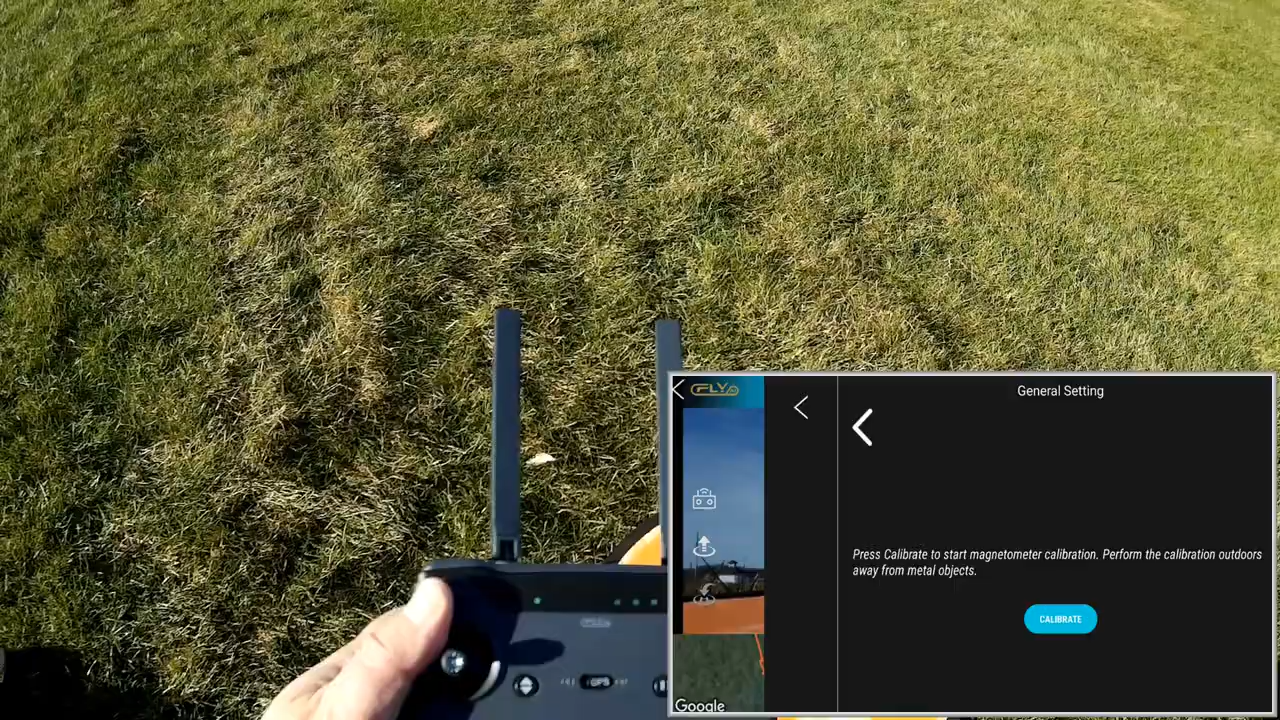 General Setting
Press Calibrate to start magnetometer calibration. Perform the calibration outdoors
away from metal objects.
CALIBRATE
Google
GPS